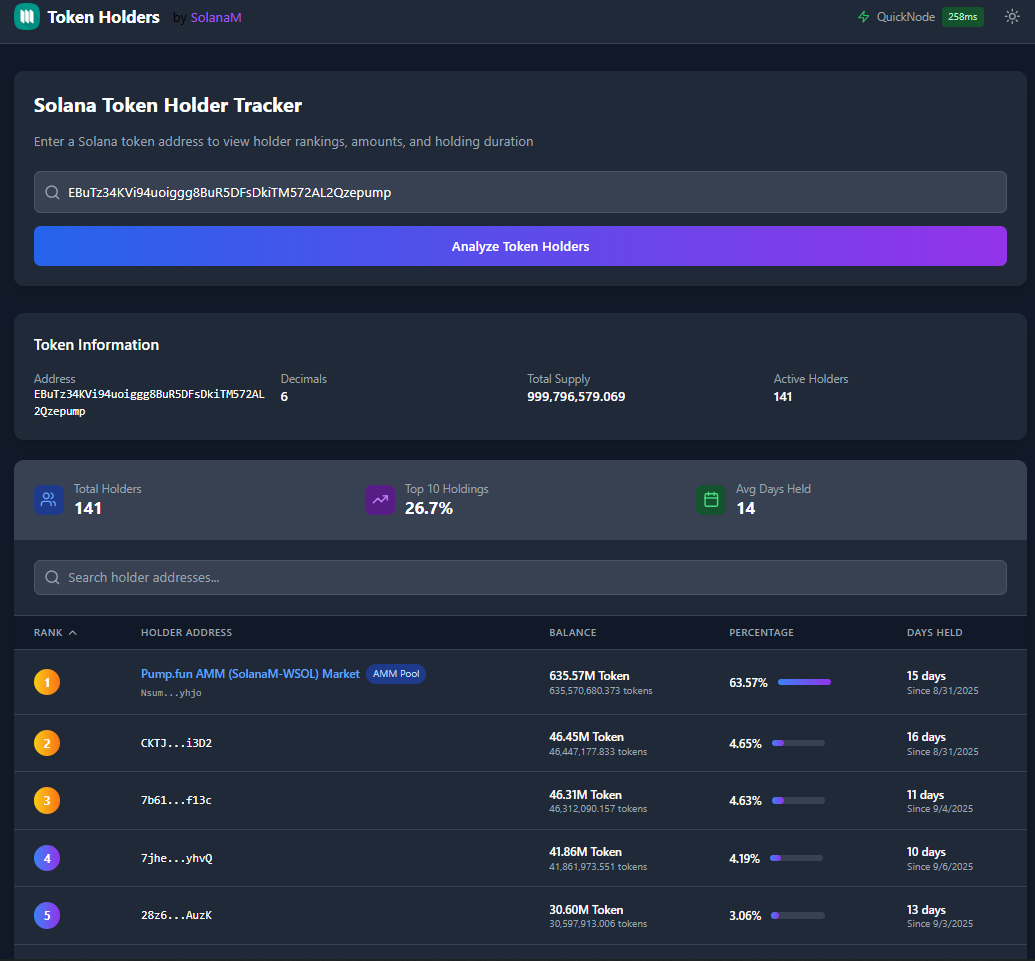 Token Holders by SolanaM
QuickNode 258ms
Solana Token Holder Tracker
Enter a Solana token address to view holder rankings, amounts, and holding duration
EBuTz34KVi94uoiggg8BuR5DFsDkiTM572AL2Qzepump
Analyze Token Holders
Token Information
Address
EBuTz34KVi94uoiggg8BuR5DFsDkiTM572AL
2Qzepump
Decimals
6
Total Supply
999,796,579.069
Active Holders
141
Total Holders
141
Top 10 Holdings
26.7%
Avg Days Held
14
Search holder addresses...
RANK HOLDER ADDRESS BALANCE PERCENTAGE DAYS HELD
1
Pump.fun AMM (SolanaM-WSOL) Market AMM Pool
Nsum...yhjo
635.57M Token
635,570,680.373 tokens
63.57%
15 days
Since 8/31/2025
2
CKTJ...i3D2
46.45M Token
46,447,177.833 tokens
4.65%
16 days
Since 8/31/2025
3
7b61...f13c
46.31M Token
46,312,090.157 tokens
4.63%
11 days
Since 9/4/2025
4
7jhe...yhvQ
41.86M Token
41,861,973.551 tokens
4.19%
10 days
Since 9/6/2025
5
28z6...AuzK
30.60M Token
30,597,913.006 tokens
3.06%
13 days
Since 9/3/2025